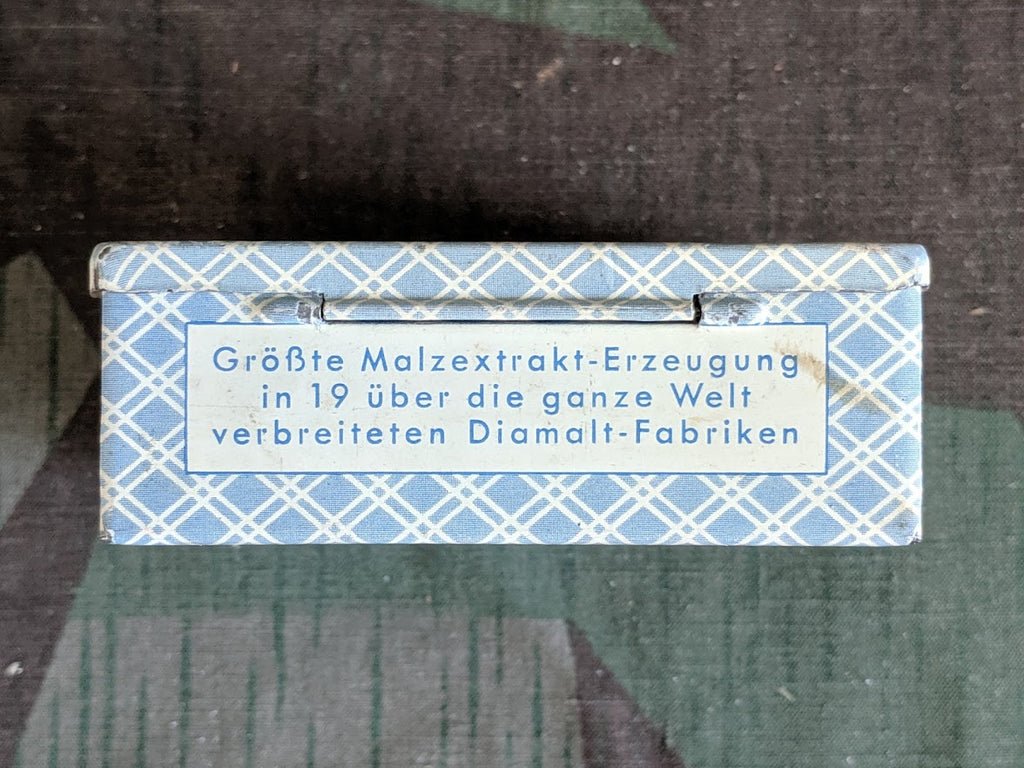 Größte Malzextrakt-Erzeugung
in 19 über die ganze Welt
verbreiteten Diamalt-Fabriken